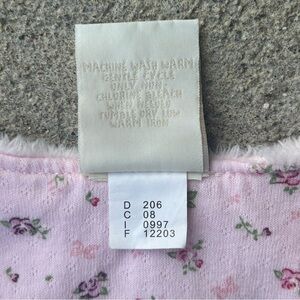 MACHINE WASH WARM
GENTLE CYCLE
ONLY NON-
CHLORINE BLEACH
WHEN NEEDED
TUMBLE DRY LOW
WARM IRON
D 206
C 08
I 0997
F 12203